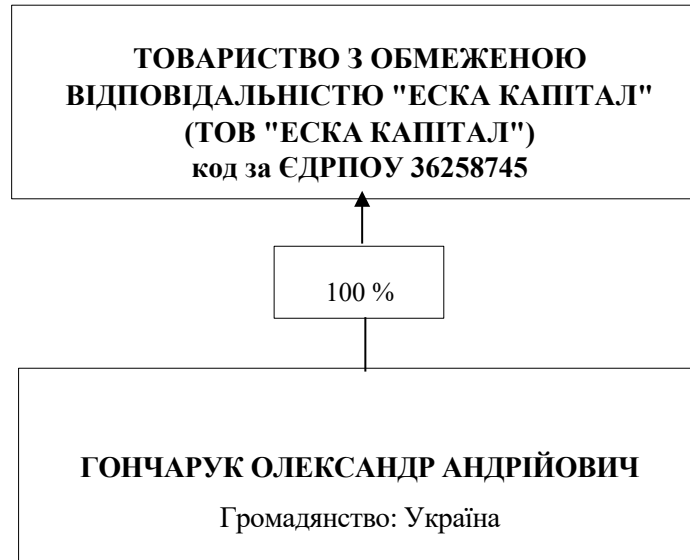 ТОВАРИСТВО З ОБМЕЖЕНОЮ
ВІДПОВІДАЛЬНІСТЮ "ЕСКА КАПІТАЛ"
(ТОВ "ЕСКА КАПІТАЛ")
код за ЄДРПОУ 36258745
100 %
ГОНЧАРУК ОЛЕКСАНДР АНДРІЙОВИЧ
Громадянство: Україна